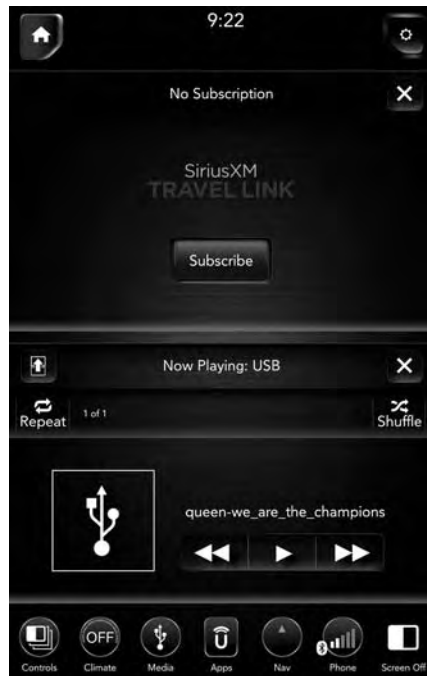 9:22
No Subscription
SiriusXM
TRAVEL LINK
Subscribe
Now Playing: USB
Repeat
1 of 1
Shuffle
queen-we_are_the_champions
OFF
Controls Climate Media Apps Nav Phone Screen Off